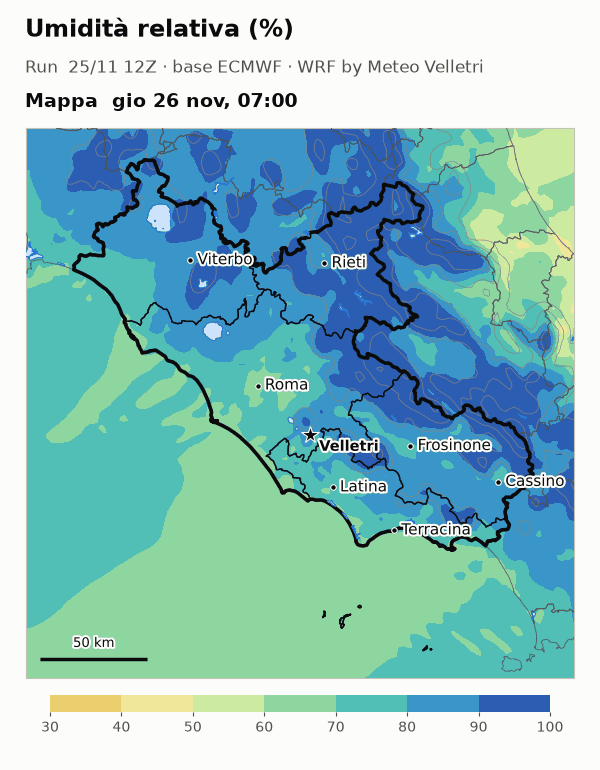 Umidità relativa (%)
Run  25/11 12Z · base ECMWF · WRF by Meteo Velletri
Mappa  gio 26 nov, 07:00
Viterbo
Rieti
Roma
Velletri
Frosinone
Cassino
Latina
Terracina
50 km
30 40 50 60 70 80 90 100